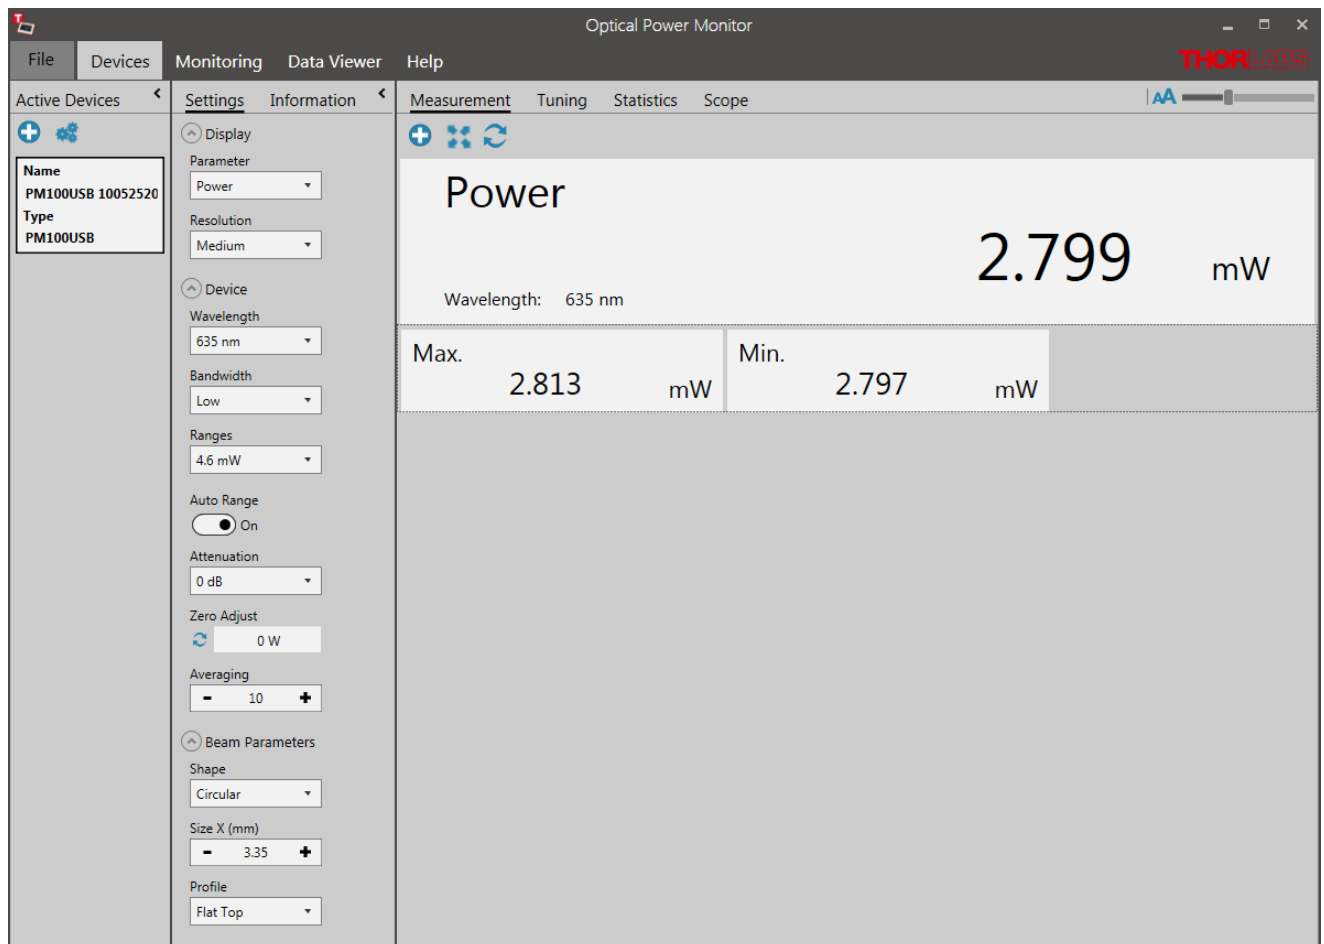 Optical Power Monitor
File Devices Monitoring Data Viewer Help
THORLABS
Active Devices
Name
PM100USB 10052520
Type
PM100USB
Settings Information
Display
Parameter
Power
Resolution
Medium
Device
Wavelength
635 nm
Bandwidth
Low
Ranges
4.6 mW
Auto Range
On
Attenuation
0 dB
Zero Adjust
0 W
Averaging
- 10 +
Beam Parameters
Shape
Circular
Size X (mm)
- 3.35 +
Profile
Flat Top
Measurement Tuning Statistics Scope
AA
Power
2.799 mW
Wavelength: 635 nm
Max.
2.813 mW
Min.
2.797 mW